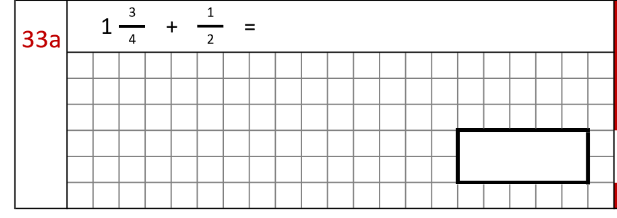 33a
1 3/4 + 1/2 =